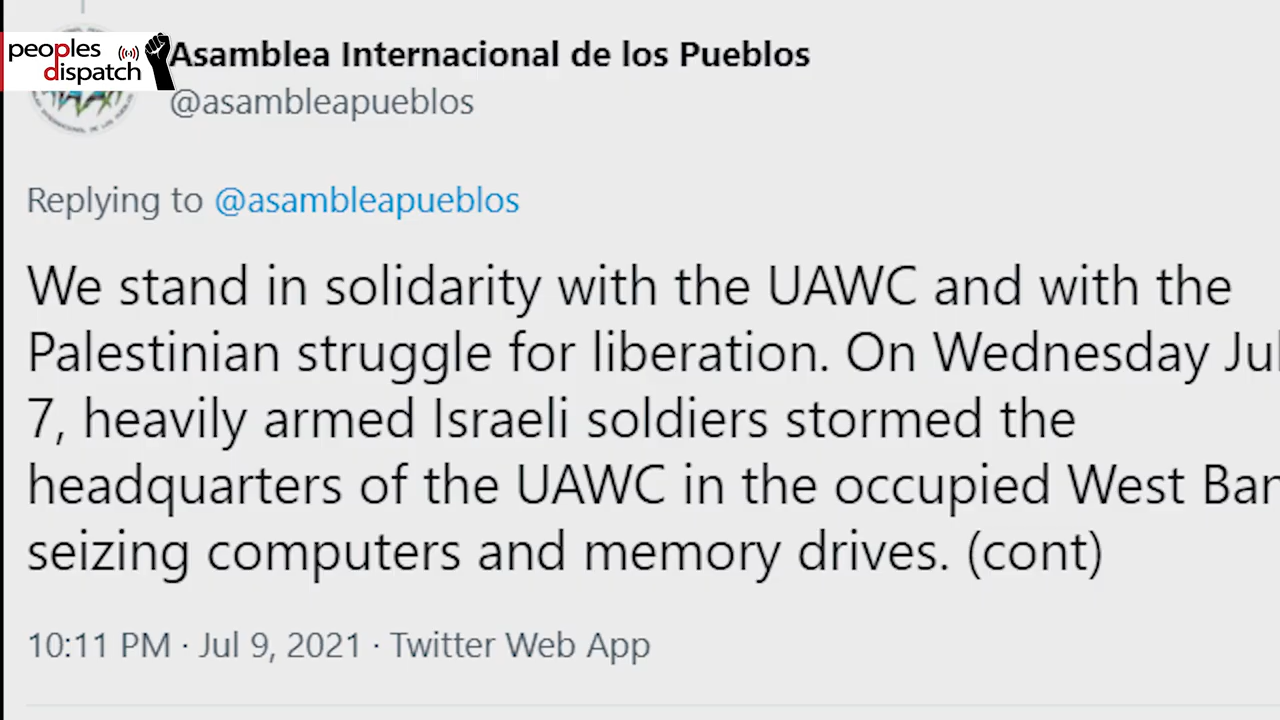 peoples
dispatch
Asamblea Internacional de los Pueblos
@asambleapueblos
Replying to @asambleapueblos
We stand in solidarity with the UAWC and with the
Palestinian struggle for liberation. On Wednesday
7, heavily armed Israeli soldiers stormed the
headquarters of the UAWC in the occupied West
seizing computers and memory drives. (cont)
10:11 PM · Jul 9, 2021 · Twitter Web App